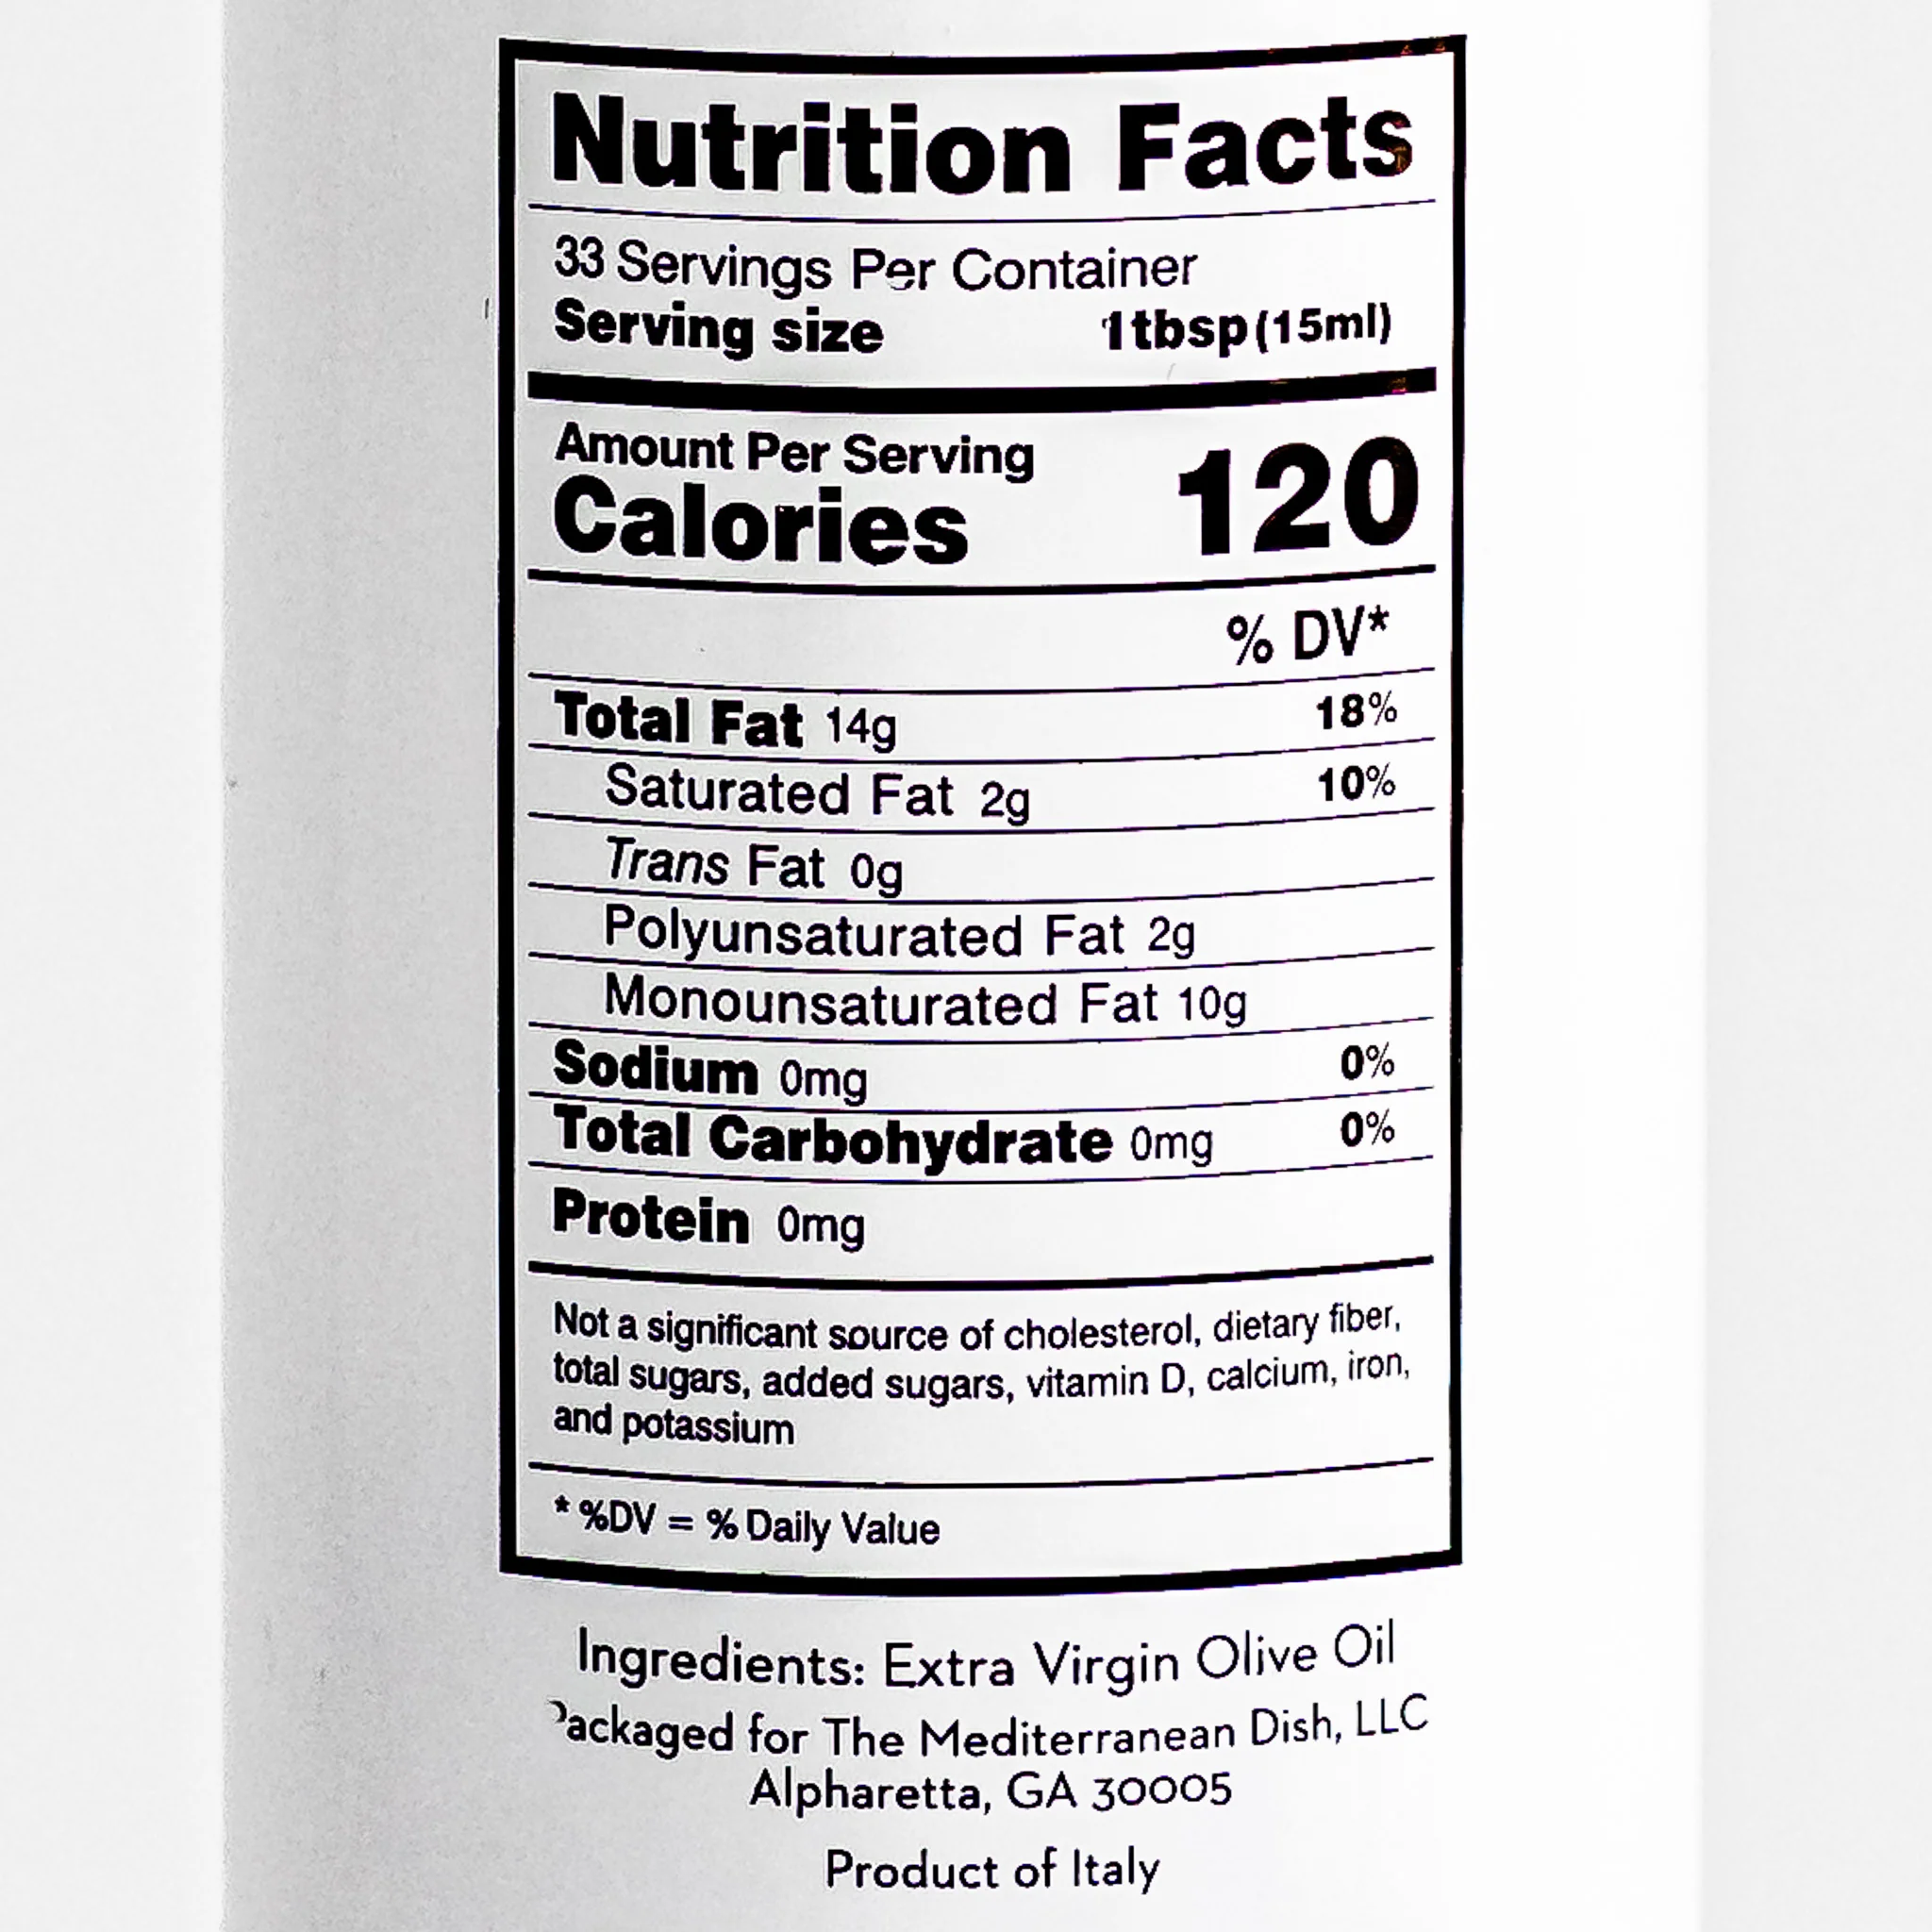 Nutrition Facts
33 Servings Per Container
Serving size 1tbsp(15ml)
Amount Per Serving
Calories 120
% DV*
Total Fat 14g 18%
Saturated Fat 2g 10%
Trans Fat 0g
Polyunsaturated Fat 2g
Monounsaturated Fat 10g
Sodium 0mg 0%
Total Carbohydrate 0mg 0%
Protein 0mg
Not a significant source of cholesterol, dietary fiber,
total sugars, added sugars, vitamin D, calcium, iron,
and potassium
* %DV = % Daily Value
Ingredients: Extra Virgin Olive Oil
Packaged for The Mediterranean Dish, LLC
Alpharetta, GA 30005
Product of Italy